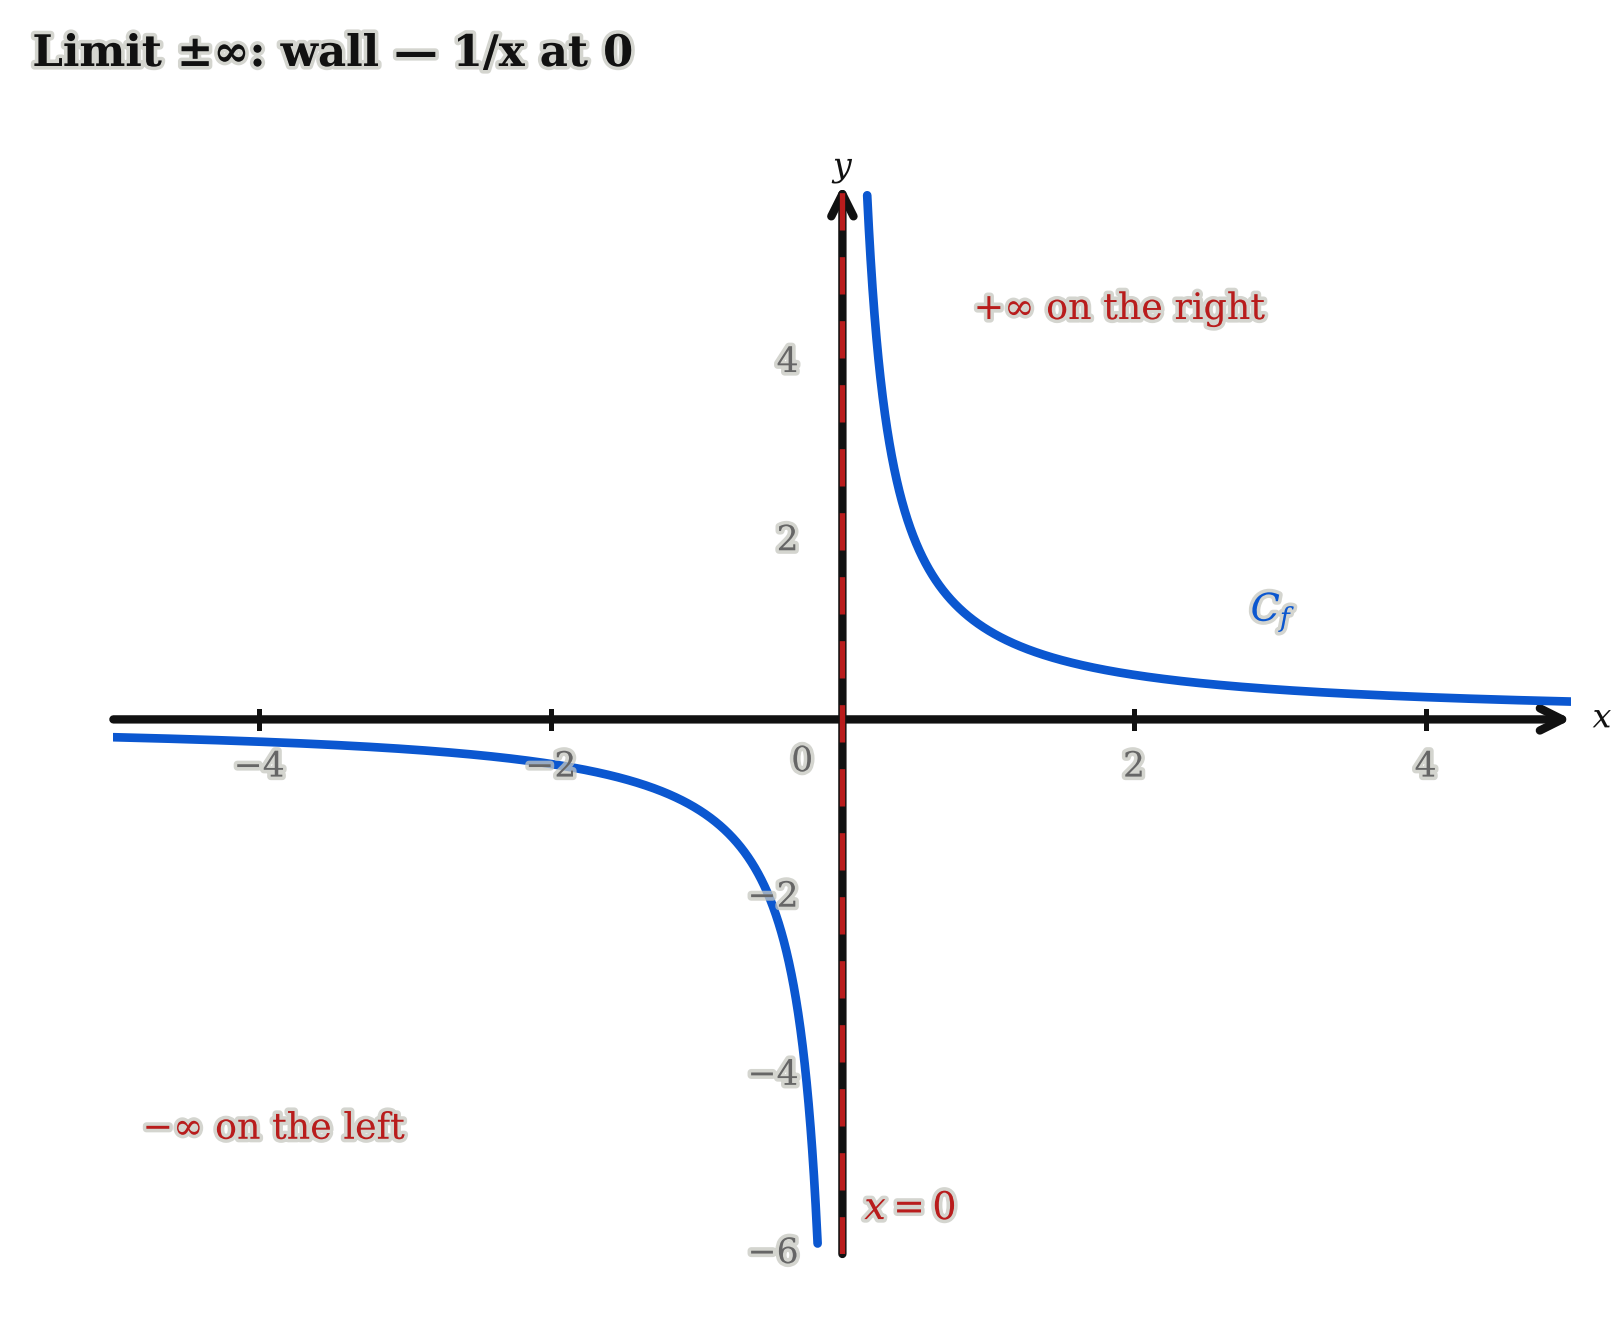 Limit ±∞: wall — 1/x at 0
y
+∞ on the right
4
2
C_f
x
−4
−2
0
2
4
−2
−4
−∞ on the left
x = 0
−6